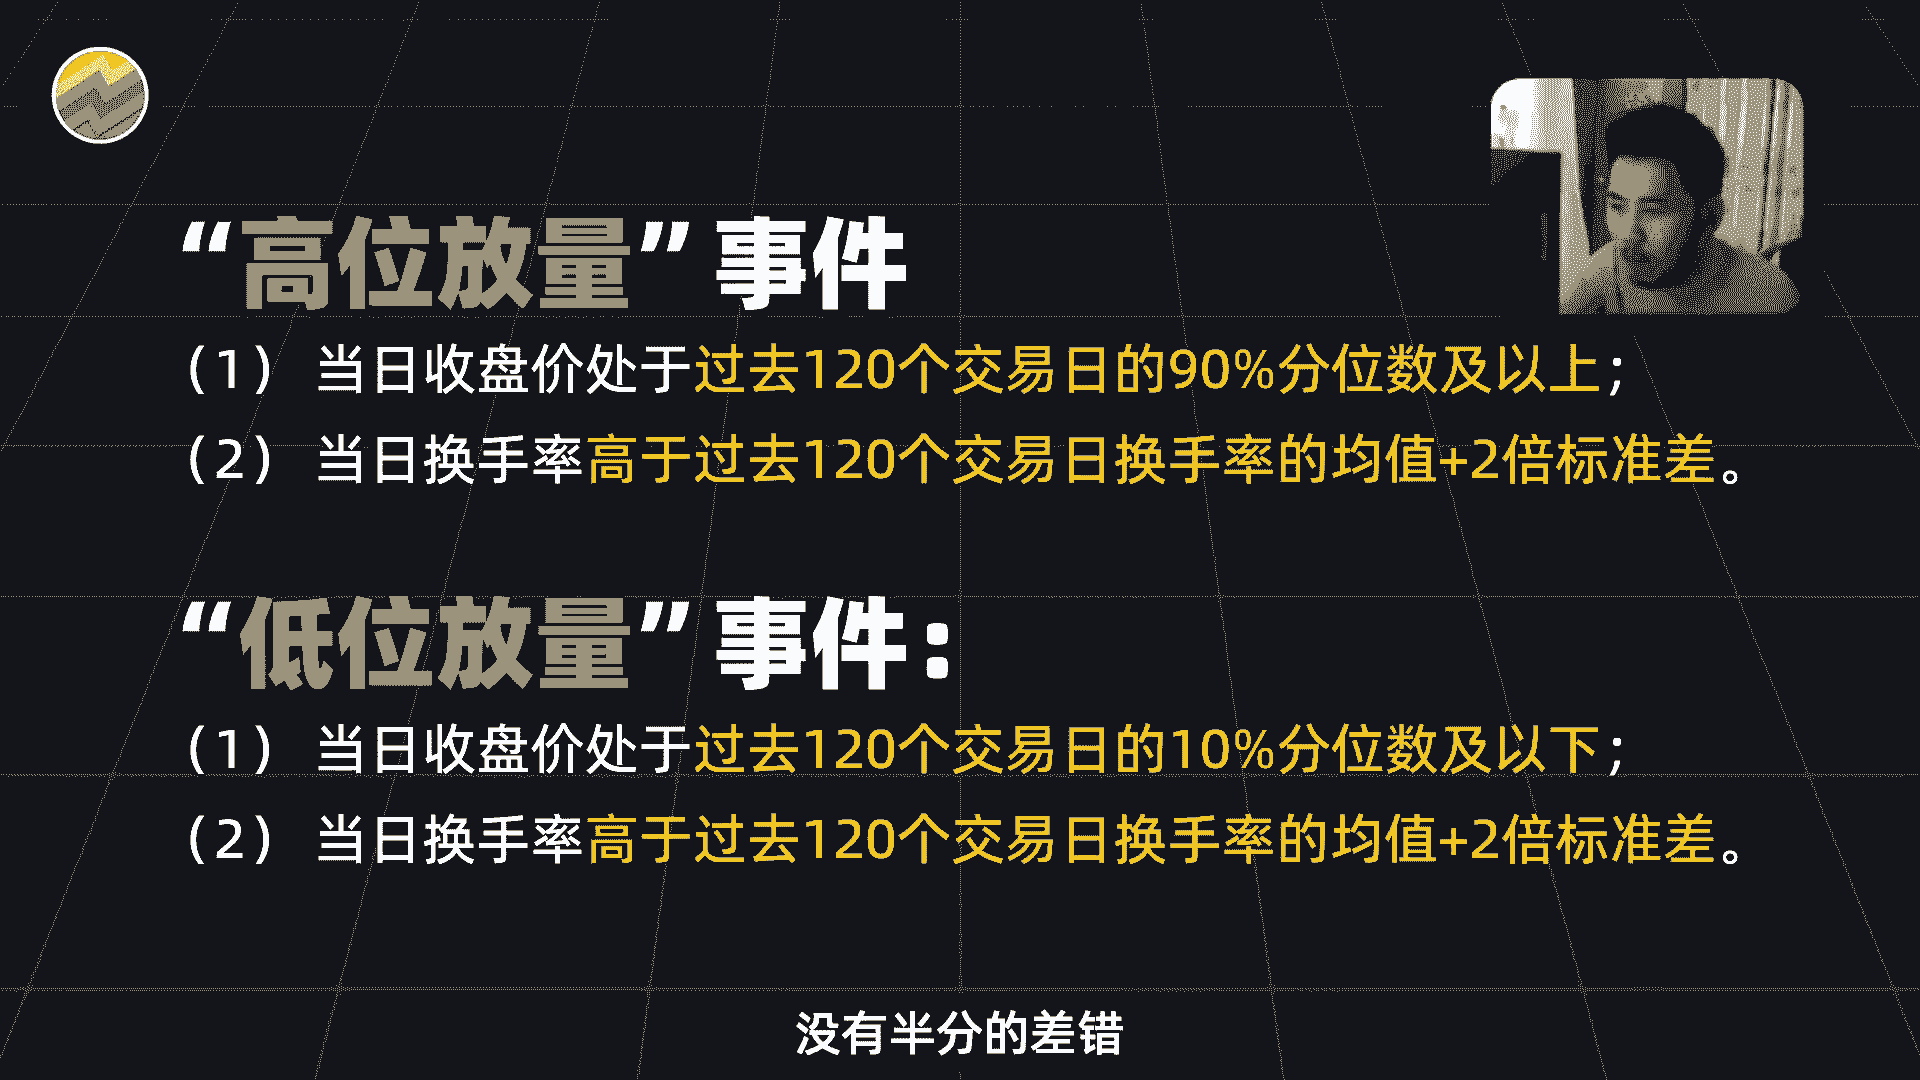 “高位放量”事件
（1） 当日收盘价处于过去120个交易日的90%分位数及以上；
（2） 当日换手率高于过去120个交易日换手率的均值+2倍标准差。
“低位放量”事件：
（1） 当日收盘价处于过去120个交易日的10%分位数及以下；
（2） 当日换手率高于过去120个交易日换手率的均值+2倍标准差。
没有半分的差错